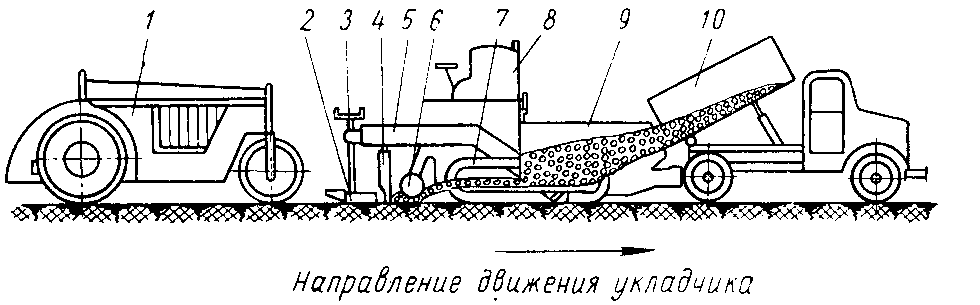 1 2 3 4 5 6 7 8 9 10
Направление движения укладчика